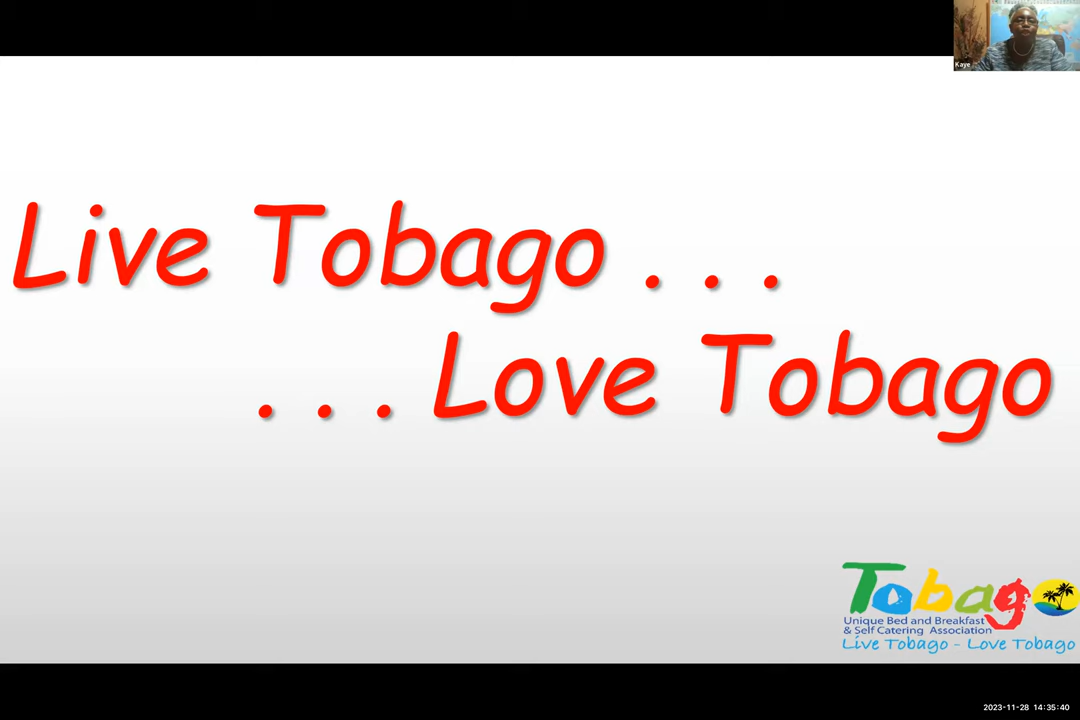 Kaye
Live Tobago . . .
. . . Love Tobago
Tobago
Unique Bed and Breakfast
& Self Catering Association
Live Tobago - Love Tobago
2023-11-28 14:35:40